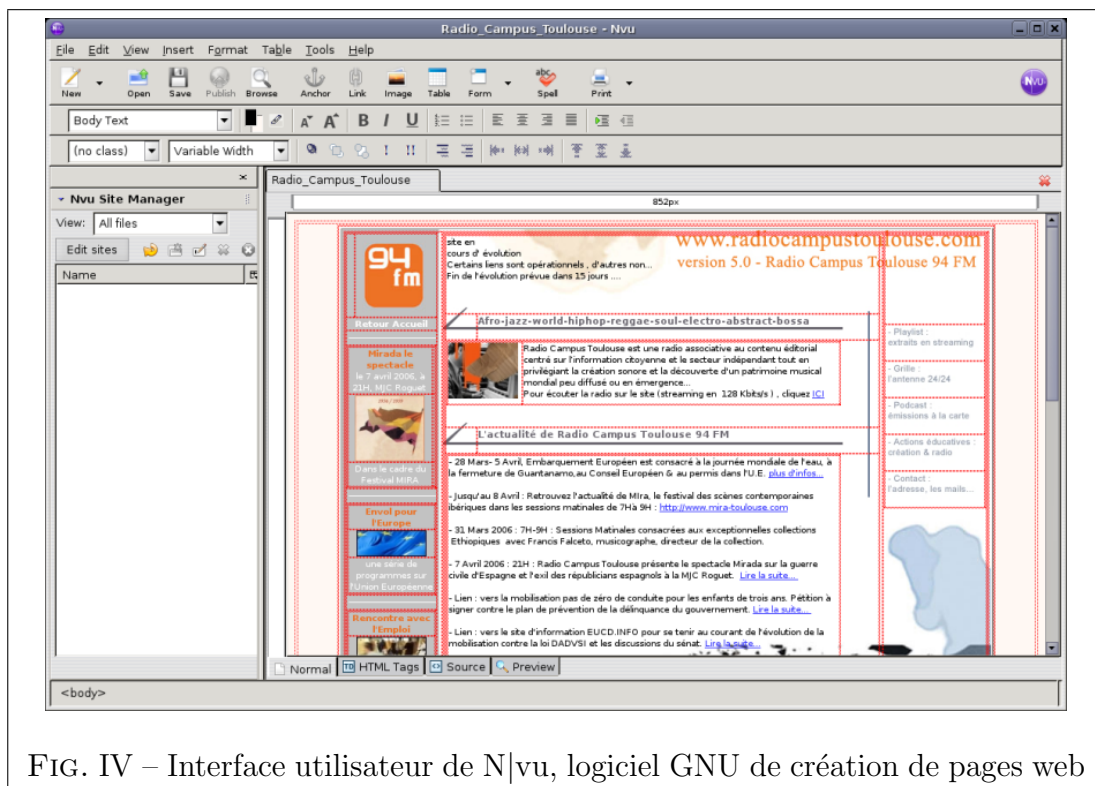 Radio_Campus_Toulouse - Nvu
File Edit View Insert Format Table Tools Help
New Open Save Publish Browse Anchor Link Image Table Form Spell Print
Nvu
Body Text
B I U
(no class) Variable Width
Radio_Campus_Toulouse
Nvu Site Manager
852px
View: All files
Edit sites
Name
94
fm
Retour Accueil
Mirada le
spectacle
le 7 avril 2006, à
21H, MJC Roguet
Dans le cadre du
Festival MIRA
Envol pour
l'Europe
une série de
programmes sur
l'Union Européenne
Rencontre avec
l'Emploi
site en
cours d' évolution
Certains liens sont opérationnels , d'autres non...
Fin de l'évolution prévue dans 15 jours ....
www.radiocampustoulouse.com
version 5.0 - Radio Campus Toulouse 94 FM
Afro-jazz-world-hiphop-reggae-soul-electro-abstract-bossa
Radio Campus Toulouse est une radio associative au contenu éditorial
centré sur l'information citoyenne et le secteur indépendant tout en
privilégiant la création sonore et la découverte d'un patrimoine musical
mondial peu diffusé ou en émergence...
Pour écouter la radio sur le site (streaming en 128 Kbits/s ) , cliquez ICI
L'actualité de Radio Campus Toulouse 94 FM
- 28 Mars- 5 Avril, Embarquement Européen est consacré à la journée mondiale de l'eau, à
la fermeture de Guantanamo,au Conseil Européen & au permis dans l'U.E. plus d'infos...
- Jusqu'au 8 Avril : Retrouvez l'actualité de MIra, le festival des scènes contemporaines
ibériques dans les sessions matinales de 7Hà 9H : http://www.mira-toulouse.com
- 31 Mars 2006 : 7H-9H : Sessions Matinales consacrées aux exceptionnelles collections
Ethiopiques avec Francis Falceto, musicographe, directeur de la collection.
- 7 Avril 2006 : 21H : Radio Campus Toulouse présente le spectacle Mirada sur la guerre
civile d'Espagne et l'exil des républicians espagnols à la MJC Roguet. Lire la suite...
- Lien : vers la mobilisation pas de zéro de conduite pour les enfants de trois ans. Pétition à
signer contre le plan de prévention de la délinquance du gouvernement. Lire la suite...
- Lien : vers le site d'information EUCD.INFO pour se tenir au courant de l'évolution de la
mobilisation contre la loi DADVSI et les discussions du sénat. Lire la suite...
- Playlist :
extraits en streaming
- Grille :
l'antenne 24/24
- Podcast :
émissions à la carte
- Actions éducatives :
création & radio
- Contact :
l'adresse, les mails...
Normal HTML Tags Source Preview
<body>
FIG. IV – Interface utilisateur de N|vu, logiciel GNU de création de pages web